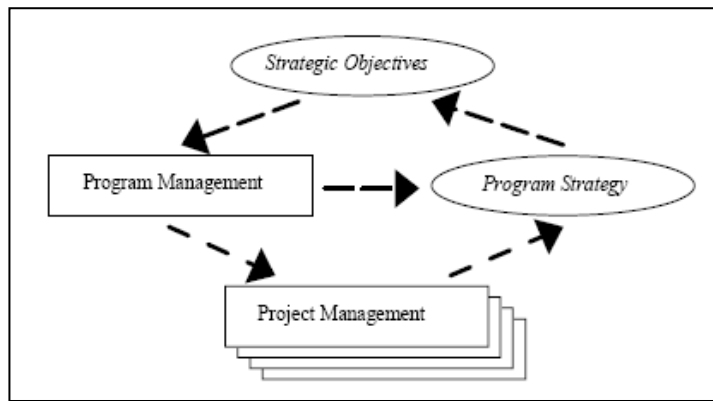 Strategic Objectives
Program Management
Program Strategy
Project Management